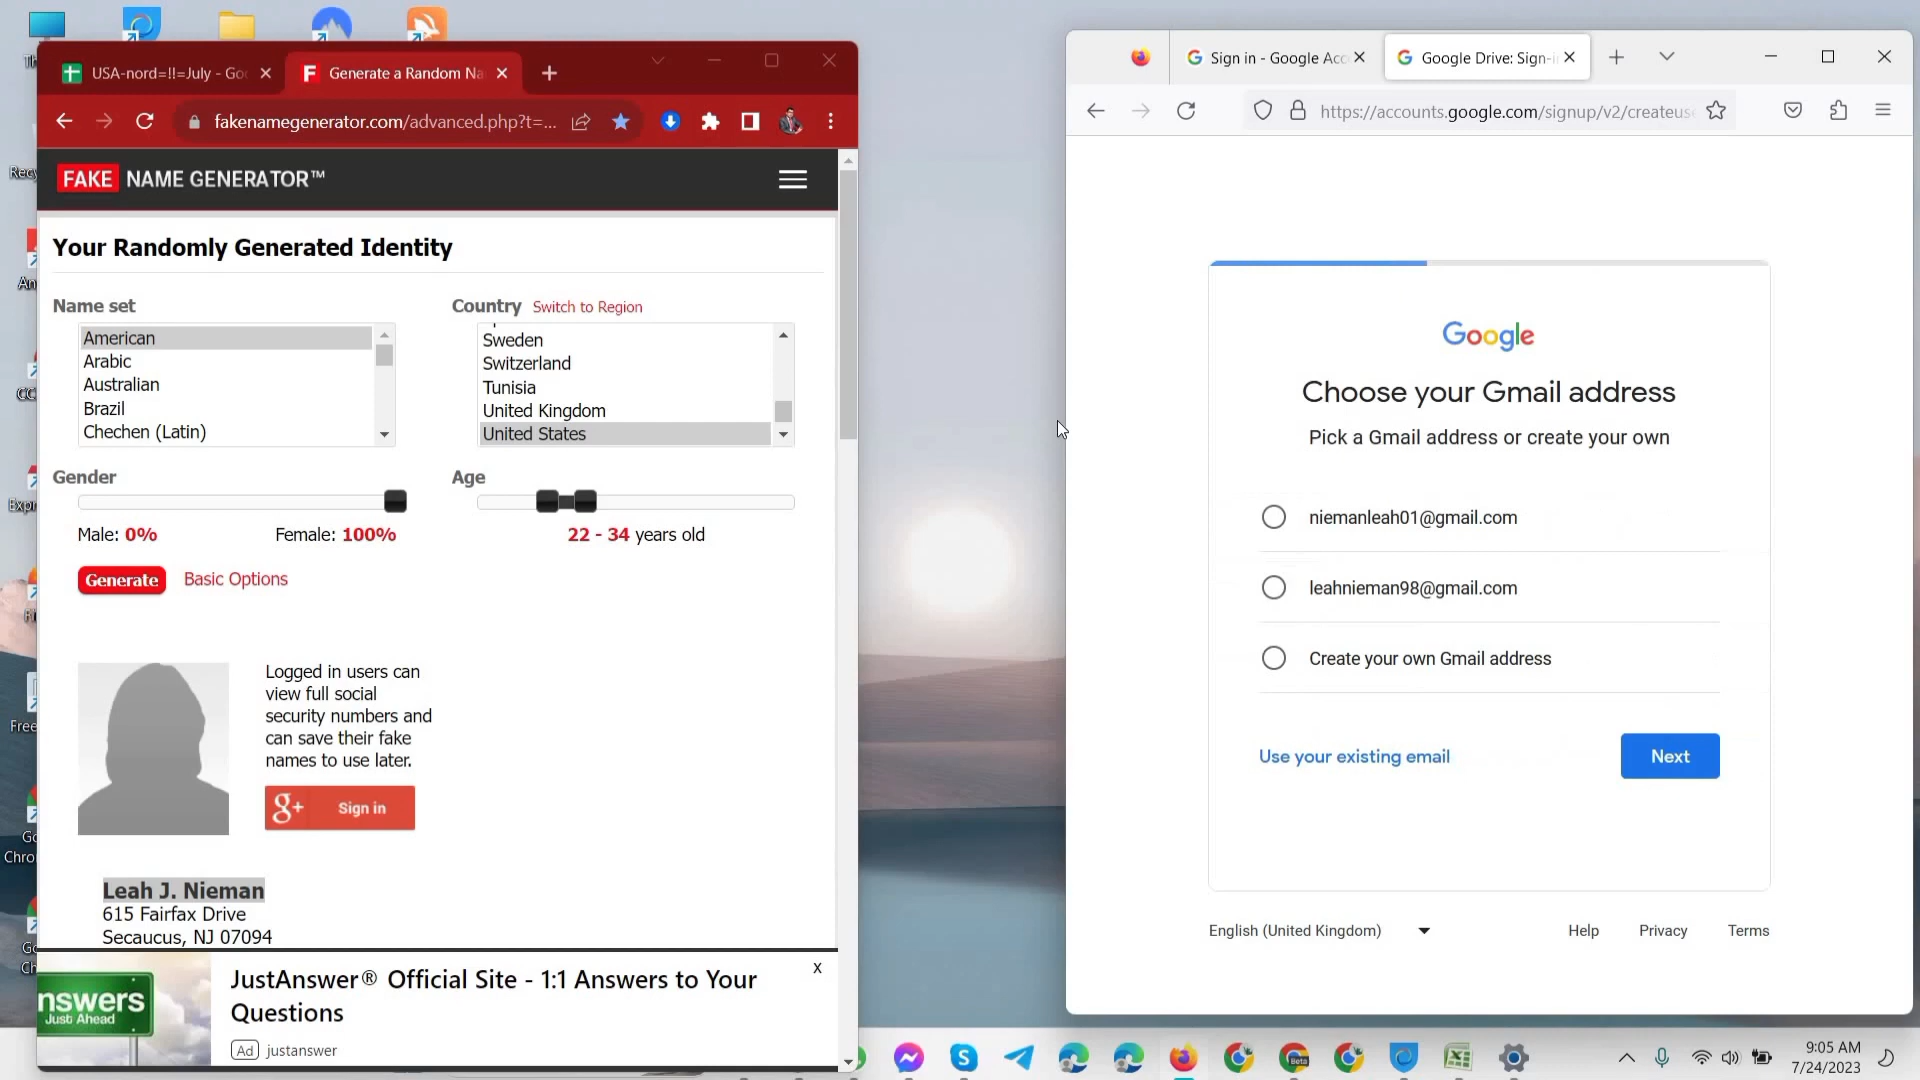 USA-nord=!!=July - Goo
Generate a Random Na
fakenamegenerator.com/advanced.php?t=...
FAKE NAME GENERATOR™
Your Randomly Generated Identity
Name set
American
Arabic
Australian
Brazil
Chechen (Latin)
Country Switch to Region
Sweden
Switzerland
Tunisia
United Kingdom
United States
Gender
Male: 0%
Female: 100%
Age
22 - 34 years old
Generate
Basic Options
Logged in users can
view full social
security numbers and
can save their fake
names to use later.
g+ Sign in
Leah J. Nieman
615 Fairfax Drive
Secaucus, NJ 07094
nswers
Just Ahead
JustAnswer® Official Site - 1:1 Answers to Your
Questions
Ad justanswer
x
Sign in - Google Acc
Google Drive: Sign-i
https://accounts.google.com/signup/v2/createus
Google
Choose your Gmail address
Pick a Gmail address or create your own
niemanleah01@gmail.com
leahnieman98@gmail.com
Create your own Gmail address
Use your existing email
Next
English (United Kingdom)
Help
Privacy
Terms
Beta
9:05 AM
7/24/2023